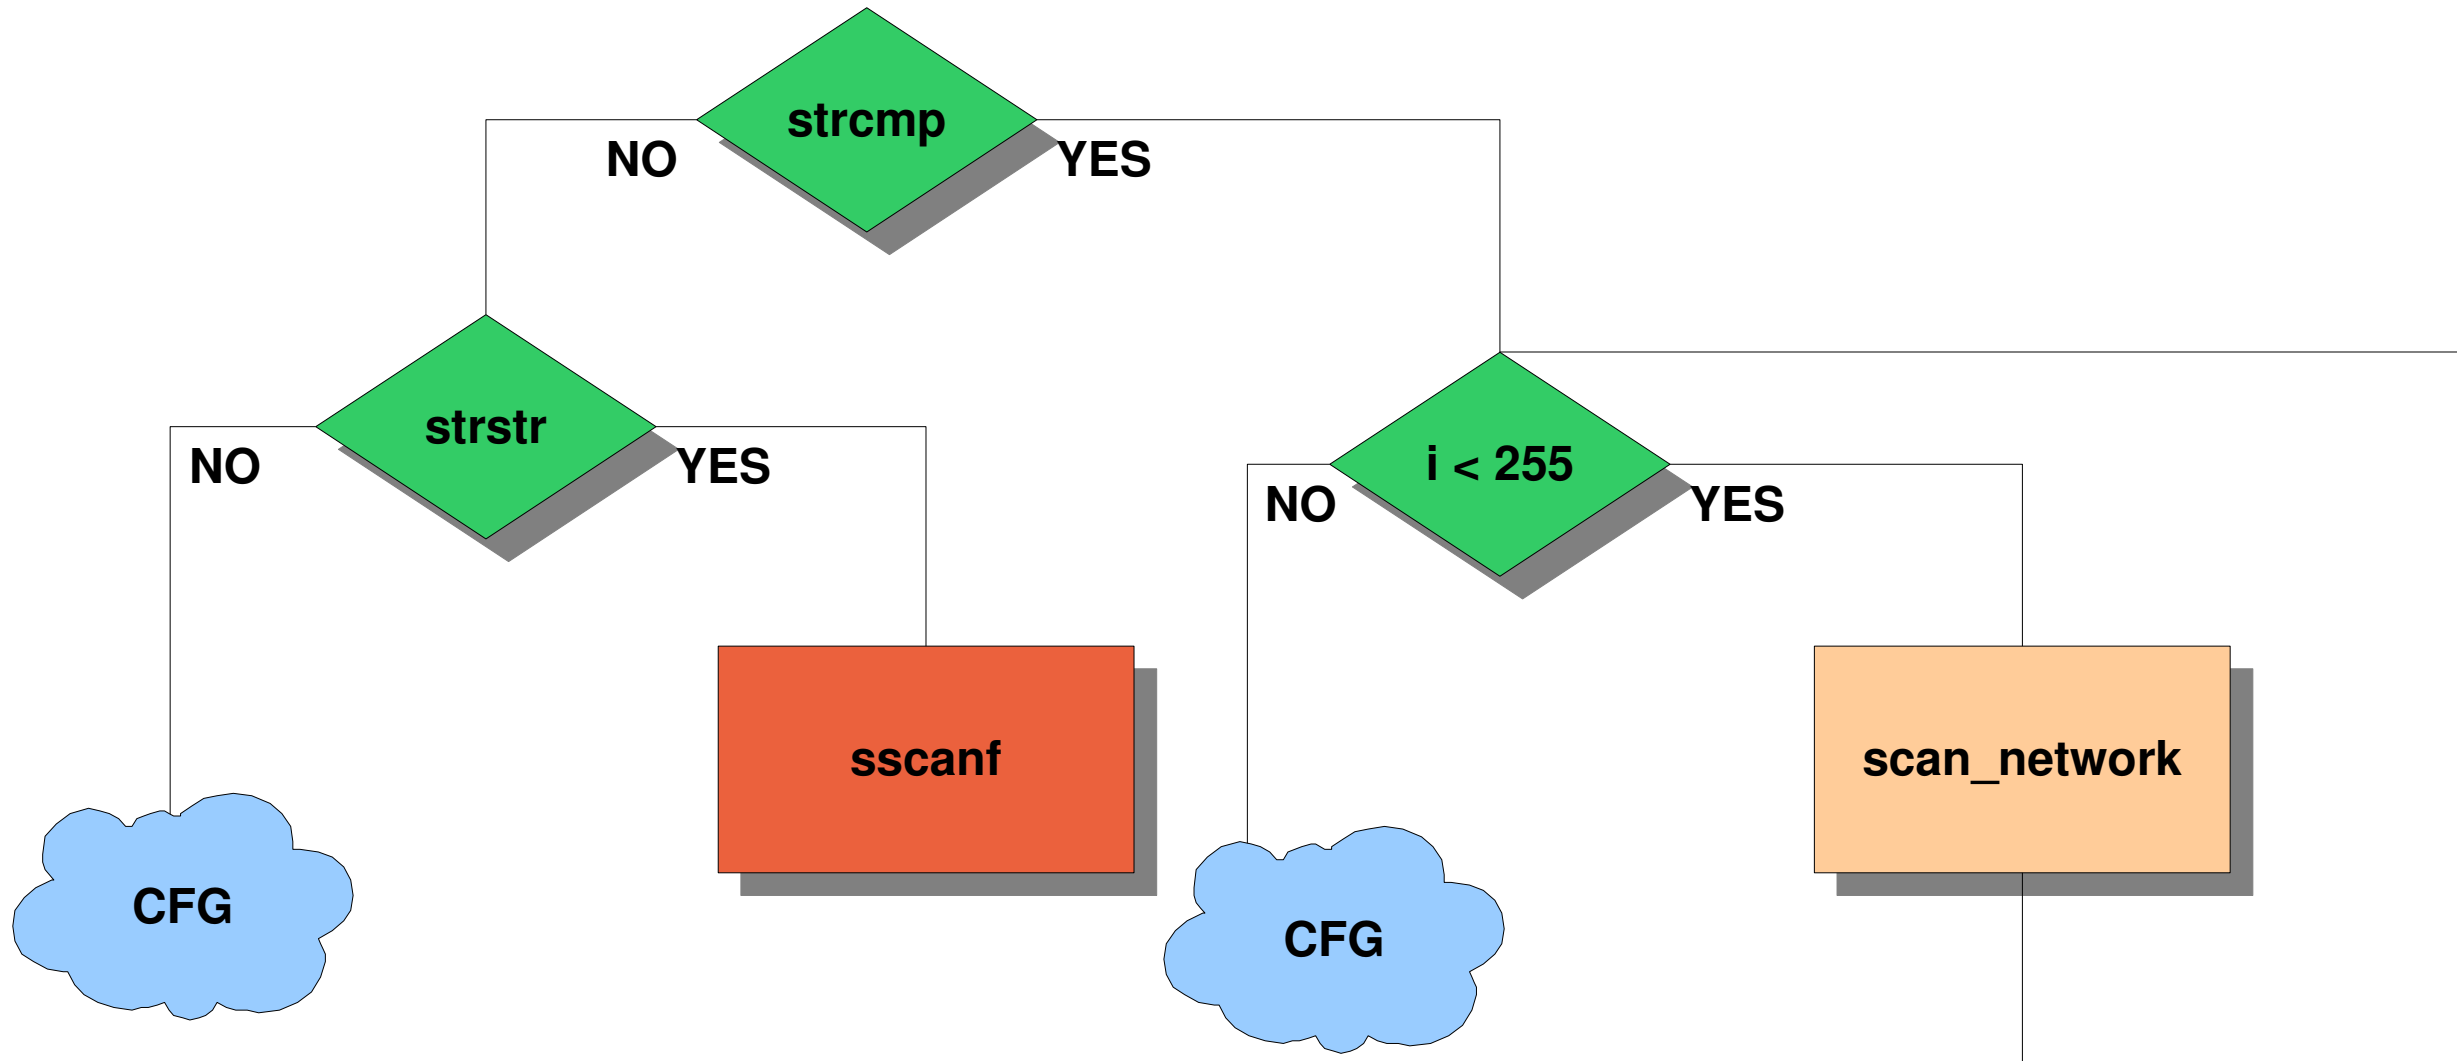 strcmp
NO
YES
strstr
NO
YES
i < 255
NO
YES
sscanf
scan_network
CFG
CFG